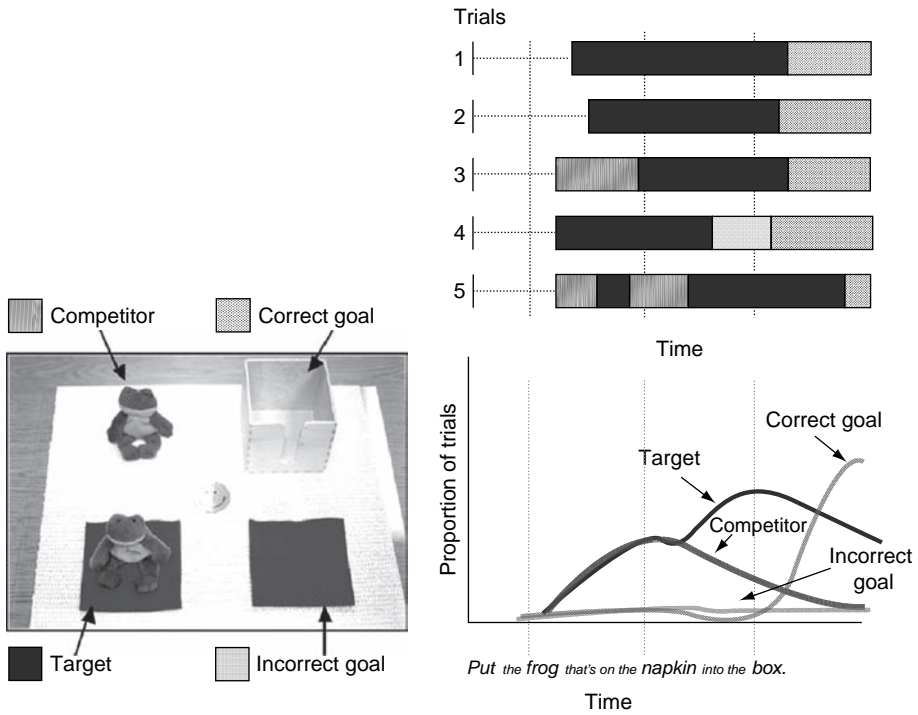 Trials
1
2
3
4
5
Time
Competitor
Correct goal
Target
Incorrect goal
Proportion of trials
Correct goal
Target
Competitor
Incorrect
goal
Put the frog that's on the napkin into the box.
Time